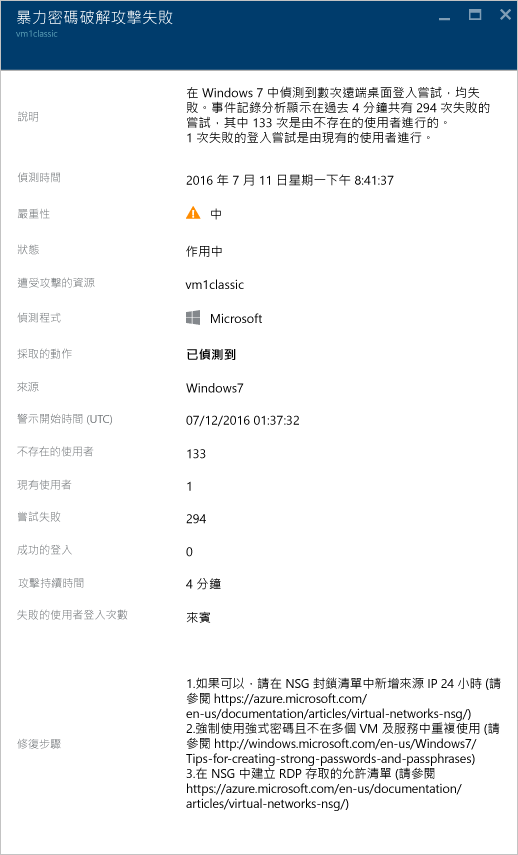 暴力密碼破解攻擊失敗
vm1classic
說明
在 Windows 7 中偵測到數次遠端桌面登入嘗試，均失
敗。事件記錄分析顯示在過去 4 分鐘共有 294 次失敗的
嘗試，其中 133 次是由不存在的使用者進行的。
1 次失敗的登入嘗試是由現有的使用者進行。
偵測時間
2016 年 7 月 11 日星期一下午 8:41:37
嚴重性
中
狀態
作用中
遭受攻擊的資源
vm1classic
偵測程式
Microsoft
採取的動作
已偵測到
來源
Windows7
警示開始時間 (UTC)
07/12/2016 01:37:32
不存在的使用者
133
現有使用者
1
嘗試失敗
294
成功的登入
0
攻擊持續時間
4 分鐘
失敗的使用者登入次數
來賓
修復步驟
1.如果可以，請在 NSG 封鎖清單中新增來源 IP 24 小時 (請
參閱 https://azure.microsoft.com/
en-us/documentation/articles/virtual-networks-nsg/)
2.強制使用強式密碼且不在多個 VM 及服務中重複使用 (請
參閱 http://windows.microsoft.com/en-us/Windows7/
Tips-for-creating-strong-passwords-and-passphrases)
3.在 NSG 中建立 RDP 存取的允許清單 (請參閱
https://azure.microsoft.com/en-us/documentation/
articles/virtual-networks-nsg/)